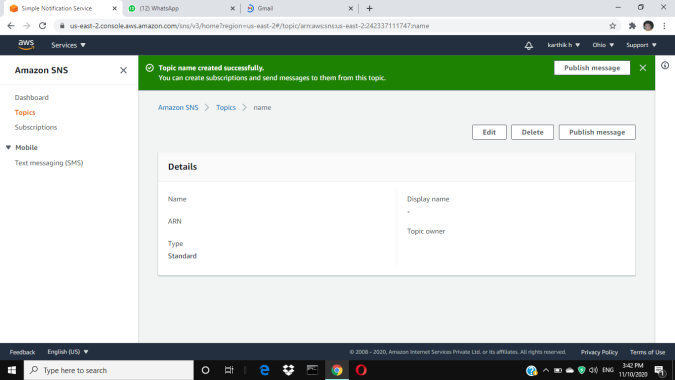 Simple Notification Service
(12) WhatsApp
Gmail
us-east-2.console.aws.amazon.com/sns/v3/home?region=us-east-2#/topic/arn:aws:sns:us-east-2:242337111747:name
aws
Services
karthik h
Ohio
Support
Amazon SNS
Topic name created successfully.
You can create subscriptions and send messages to them from this topic.
Publish message
Dashboard
Topics
Subscriptions
Mobile
Text messaging (SMS)
Amazon SNS
Topics
name
Edit
Delete
Publish message
Details
Name
ARN
Type
Standard
Display name
-
Topic owner
Feedback
English (US)
© 2008 - 2020, Amazon Internet Services Private Ltd. or its affiliates. All rights reserved.
Privacy Policy
Terms of Use
Type here to search
ENG
3:42 PM
11/10/2020